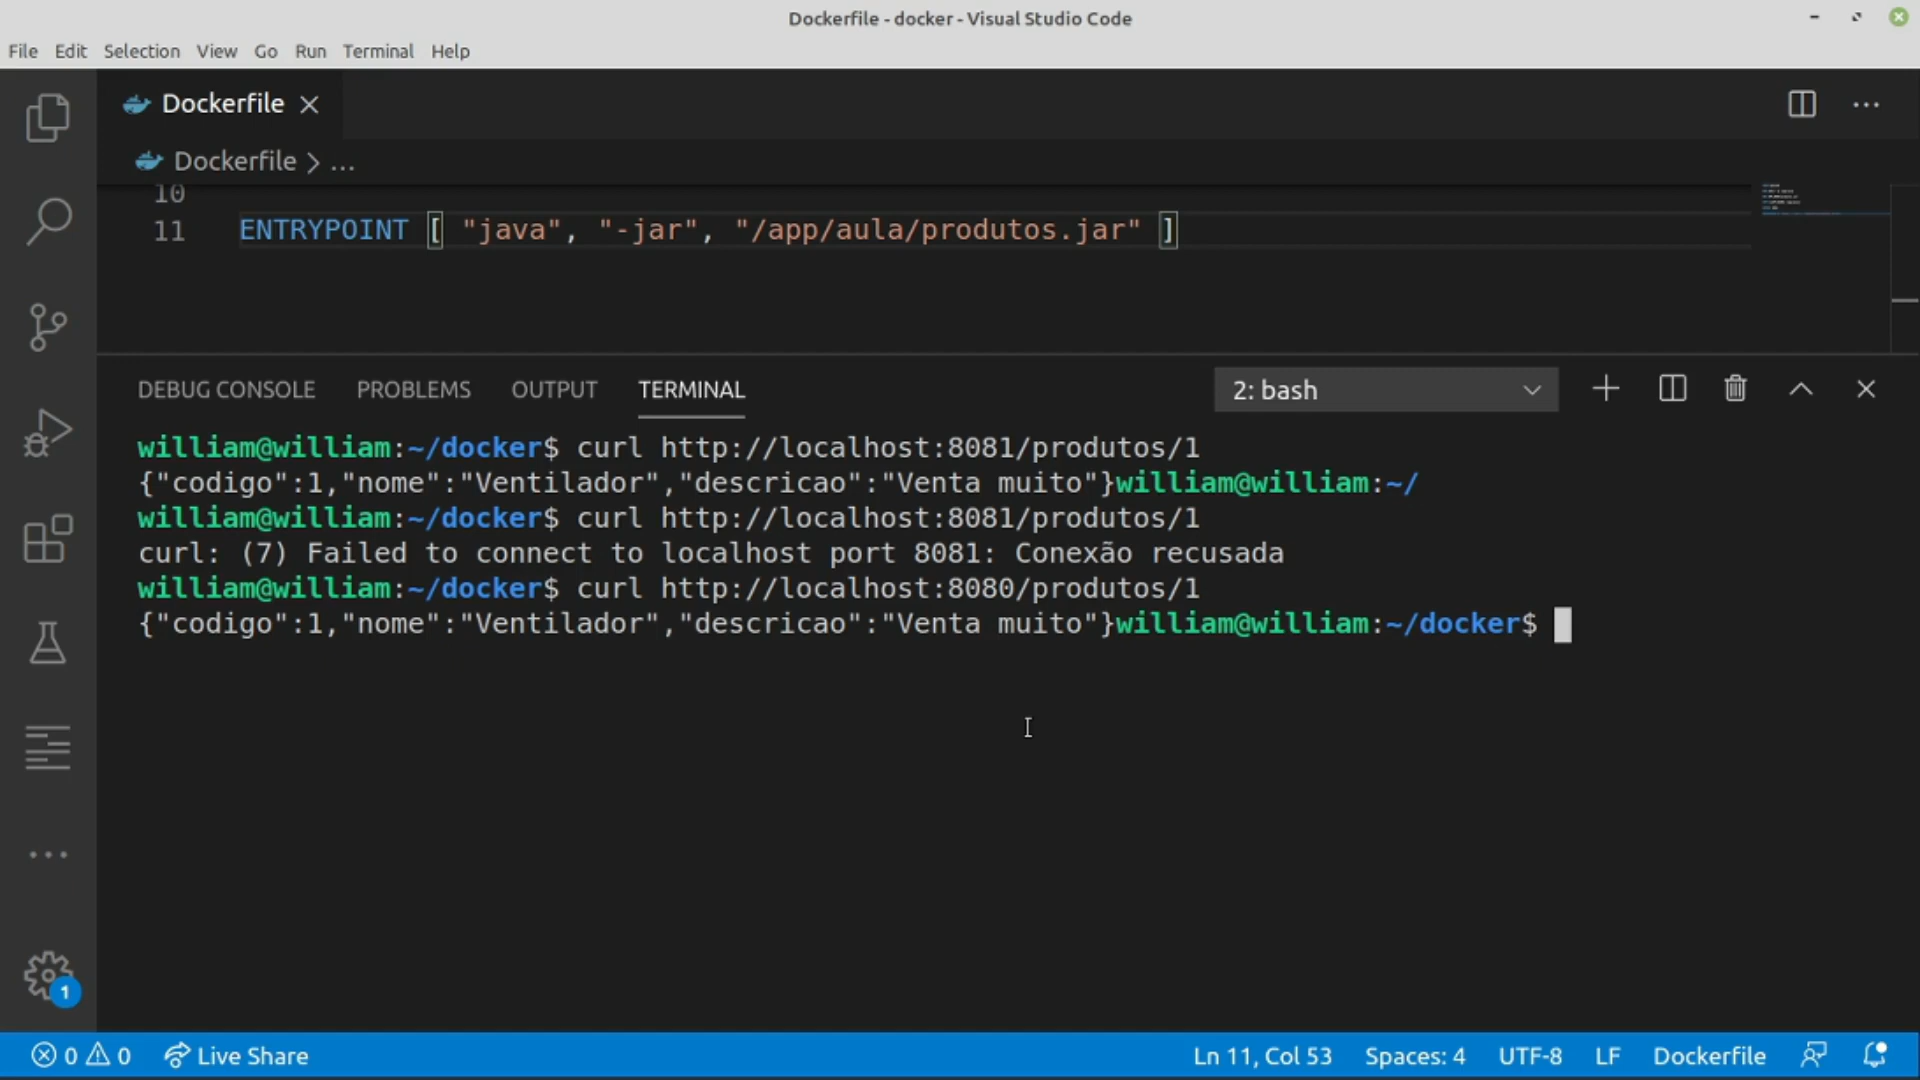 Dockerfile - docker - Visual Studio Code
File Edit Selection View Go Run Terminal Help
Dockerfile
Dockerfile > ...
10
11 ENTRYPOINT [ "java", "-jar", "/app/aula/produtos.jar" ]
DEBUG CONSOLE PROBLEMS OUTPUT TERMINAL 2: bash
william@william:~/docker$ curl http://localhost:8081/produtos/1
{"codigo":1,"nome":"Ventilador","descricao":"Venta muito"}william@william:~/
william@william:~/docker$ curl http://localhost:8081/produtos/1
curl: (7) Failed to connect to localhost port 8081: Conexão recusada
william@william:~/docker$ curl http://localhost:8080/produtos/1
{"codigo":1,"nome":"Ventilador","descricao":"Venta muito"}william@william:~/docker$
1
0 0 Live Share Ln 11, Col 53 Spaces: 4 UTF-8 LF Dockerfile